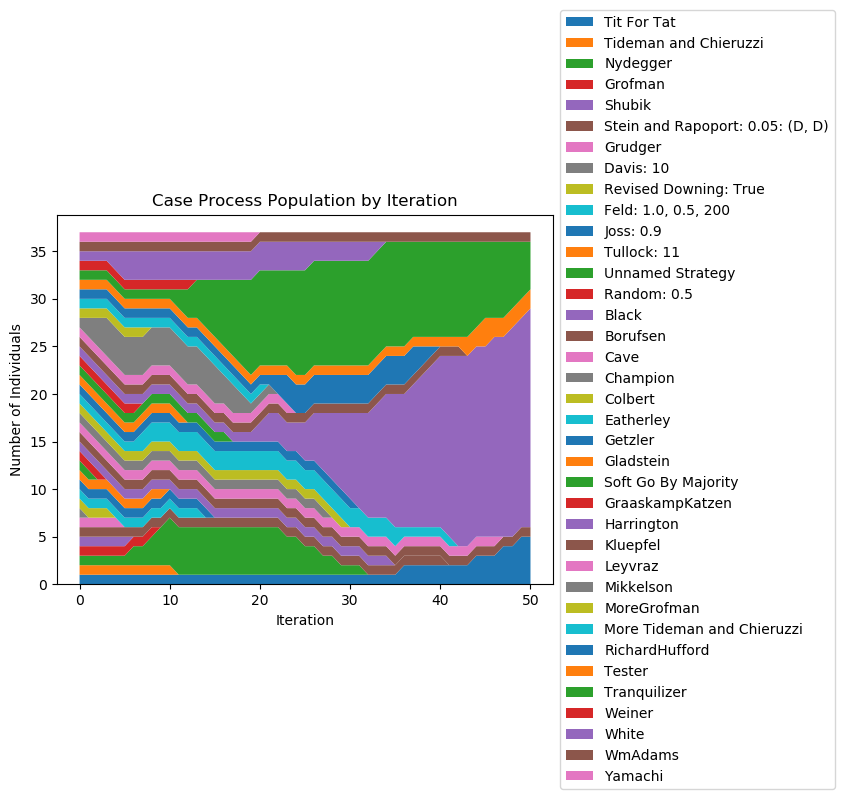 Case Process Population by Iteration
Number of Individuals
35
30
25
20
15
10
5
0
0 10 20 30 40 50
Iteration
Tit For Tat
Tideman and Chieruzzi
Nydegger
Grofman
Shubik
Stein and Rapoport: 0.05: (D, D)
Grudger
Davis: 10
Revised Downing: True
Feld: 1.0, 0.5, 200
Joss: 0.9
Tullock: 11
Unnamed Strategy
Random: 0.5
Black
Borufsen
Cave
Champion
Colbert
Eatherley
Getzler
Gladstein
Soft Go By Majority
GraaskampKatzen
Harrington
Kluepfel
Leyvraz
Mikkelson
MoreGrofman
More Tideman and Chieruzzi
RichardHufford
Tester
Tranquilizer
Weiner
White
WmAdams
Yamachi